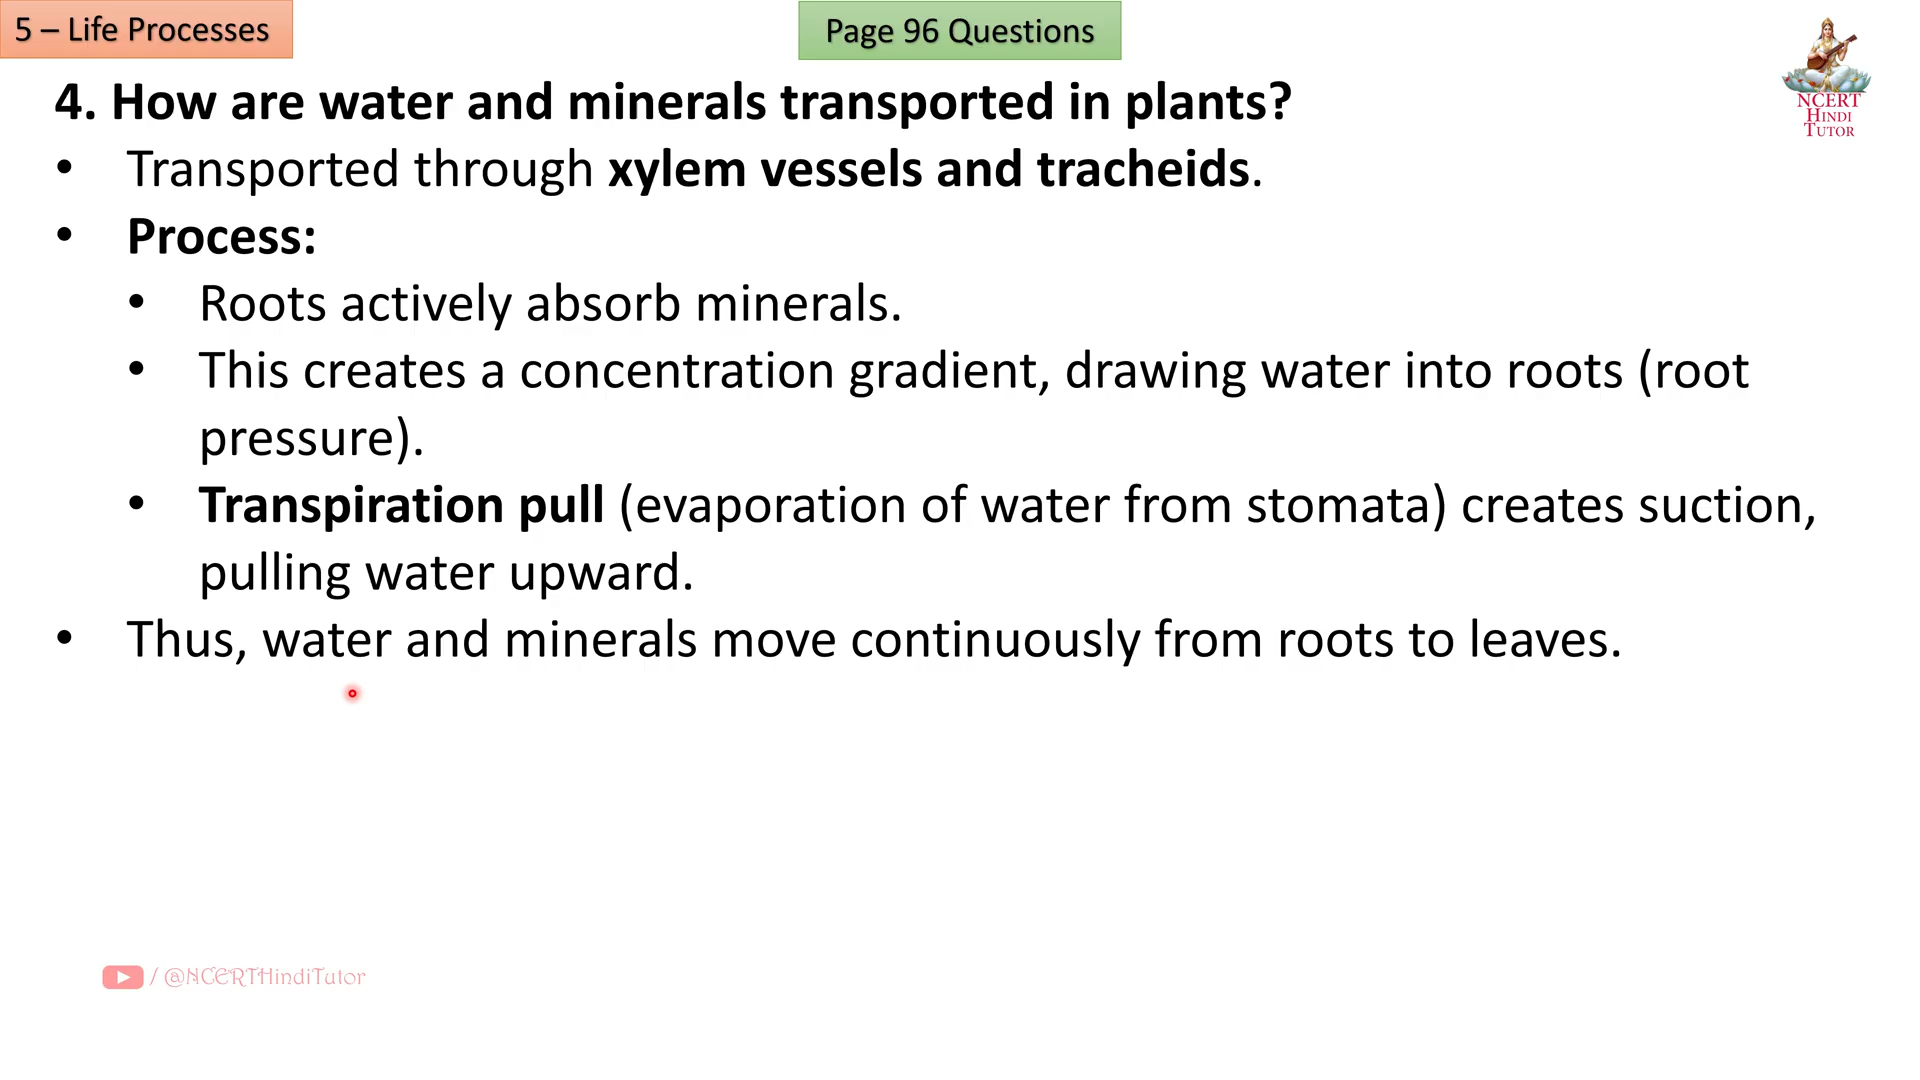 5 – Life Processes
Page 96 Questions
NCERT
HINDI
TUTOR
4. How are water and minerals transported in plants?
• Transported through xylem vessels and tracheids.
• Process:
• Roots actively absorb minerals.
• This creates a concentration gradient, drawing water into roots (root
pressure).
• Transpiration pull (evaporation of water from stomata) creates suction,
pulling water upward.
• Thus, water and minerals move continuously from roots to leaves.
/ @NCERTHindiTutor